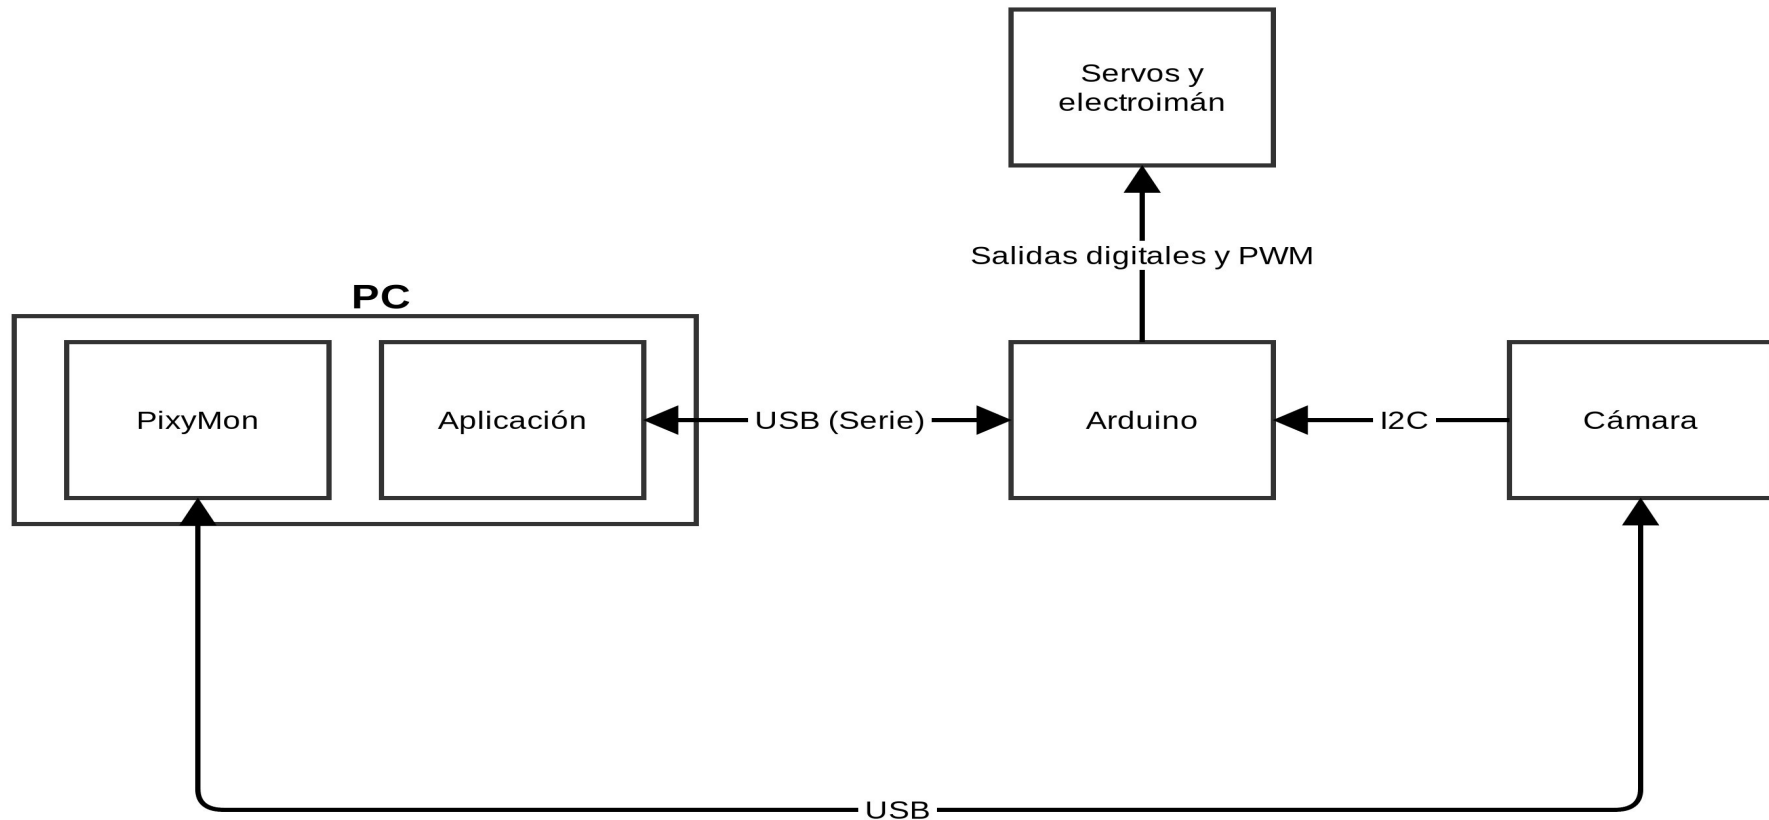 Servos y
electroimán
Salidas digitales y PWM
PC
PixyMon
Aplicación
USB (Serie)
Arduino
I2C
Cámara
USB